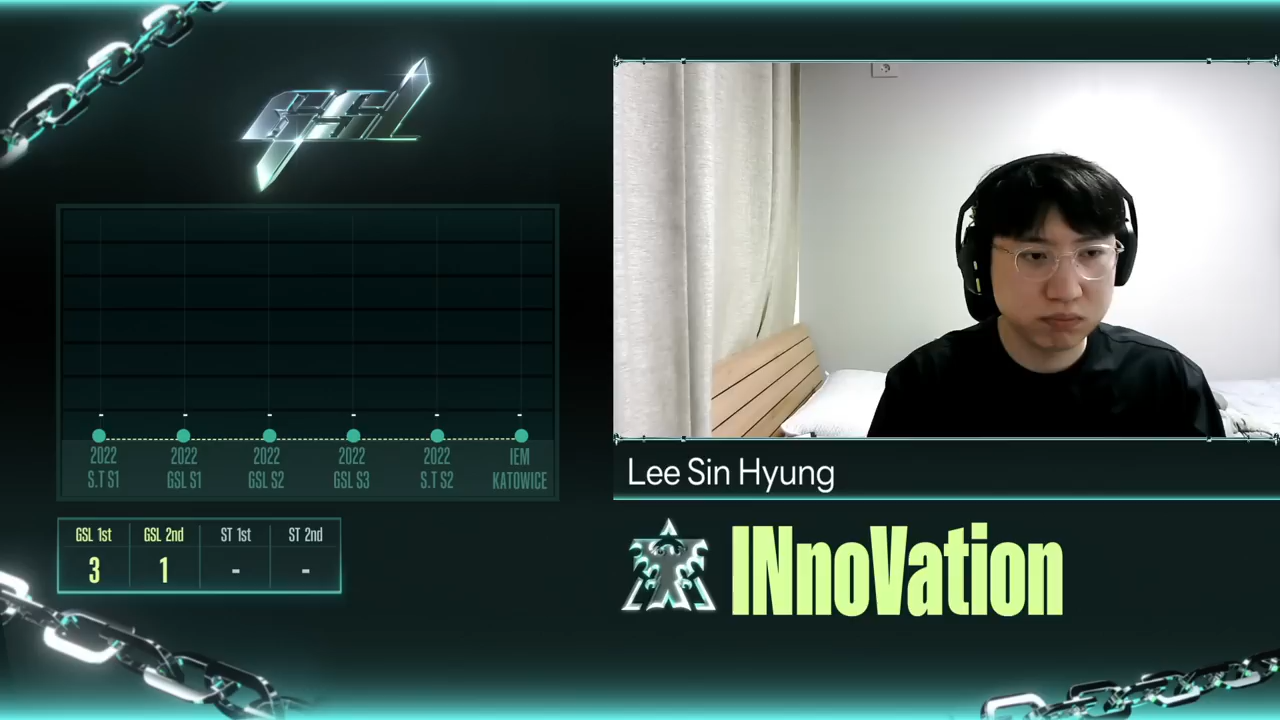 GSL
2022
S.T S1
2022
GSL S1
2022
GSL S2
2022
GSL S3
2022
S.T S2
IEM
KATOWICE
GSL 1st
GSL 2nd
ST 1st
ST 2nd
3
1
-
-
Lee Sin Hyung
INnoVation